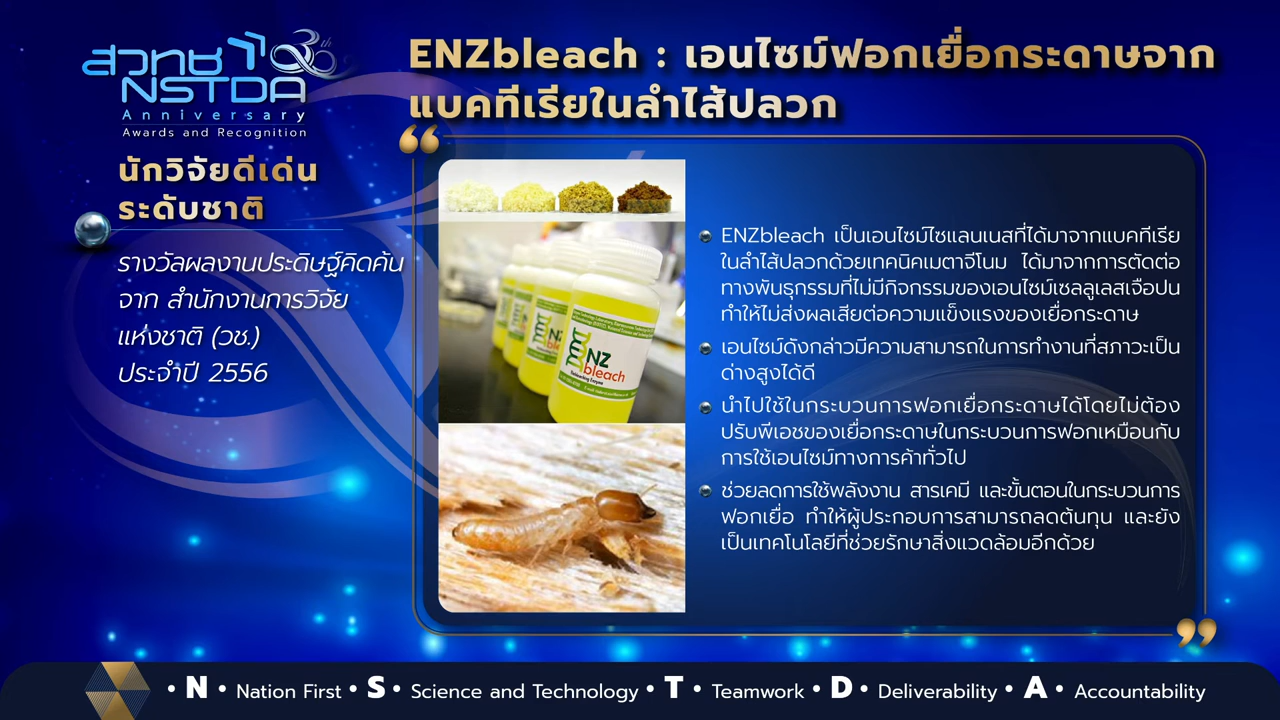 สวทช
NSTDA
Anniversary
Awards and Recognition
ENZbleach : เอนไซม์ฟอกเยื่อกระดาษจาก
แบคทีเรียในลำไส้ปลวก
นักวิจัยดีเด่น
ระดับชาติ
รางวัลผลงานประดิษฐ์คิดค้น
จาก สำนักงานการวิจัย
แห่งชาติ (วช.)
ประจำปี 2556
ENZ
bleach
ENZbleach เป็นเอนไซม์ไซแลนเนสที่ได้มาจากแบคทีเรีย
ในลำไส้ปลวกด้วยเทคนิคเมตาจีโนม ได้มาจากการตัดต่อ
ทางพันธุกรรมที่ไม่มีกิจกรรมของเอนไซม์เซลลูเลสเจือปน
ทำให้ไม่ส่งผลเสียต่อความแข็งแรงของเยื่อกระดาษ
เอนไซม์ดังกล่าวมีความสามารถในการทำงานที่สภาวะเป็น
ด่างสูงได้ดี
นำไปใช้ในกระบวนการฟอกเยื่อกระดาษได้โดยไม่ต้อง
ปรับพีเอชของเยื่อกระดาษในกระบวนการฟอกเหมือนกับ
การใช้เอนไซม์ทางการค้าทั่วไป
ช่วยลดการใช้พลังงาน สารเคมี และขั้นตอนในกระบวนการ
ฟอกเยื่อ ทำให้ผู้ประกอบการสามารถลดต้นทุน และยัง
เป็นเทคโนโลยีที่ช่วยรักษาสิ่งแวดล้อมอีกด้วย
• N • Nation First • S • Science and Technology • T • Teamwork • D • Deliverability • A • Accountability